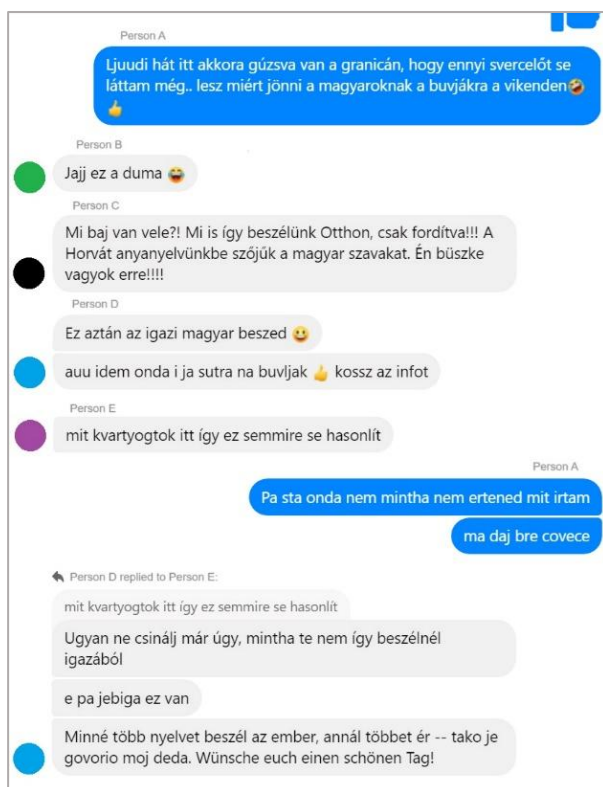 Person A
Ljuudi hát itt akkora gúzsva van a granicán, hogy ennyi svercelőt se
láttam még.. lesz miért jönni a magyaroknak a buvjákra a vikenden🤣
👍
Person B
Jajj ez a duma 😂
Person C
Mi baj van vele?! Mi is így beszélünk Otthon, csak fordítva!!! A
Horvát anyanyelvünkbe szőjűk a magyar szavakat. Én büszke
vagyok erre!!!!
Person D
Ez aztán az igazi magyar beszed 😃
auu idem onda i ja sutra na buvljak 👍 kossz az infot
Person E
mit kvartyogtok itt így ez semmire se hasonlít
Person A
Pa sta onda nem mintha nem ertened mit irtam
ma daj bre covece
Person D replied to Person E:
mit kvartyogtok itt így ez semmire se hasonlít
Ugyan ne csinálj már úgy, mintha te nem így beszélnél
igazából
e pa jebiga ez van
Minné több nyelvet beszél az ember, annál többet ér -- tako je
govorio moj deda. Wünsche euch einen schönen Tag!